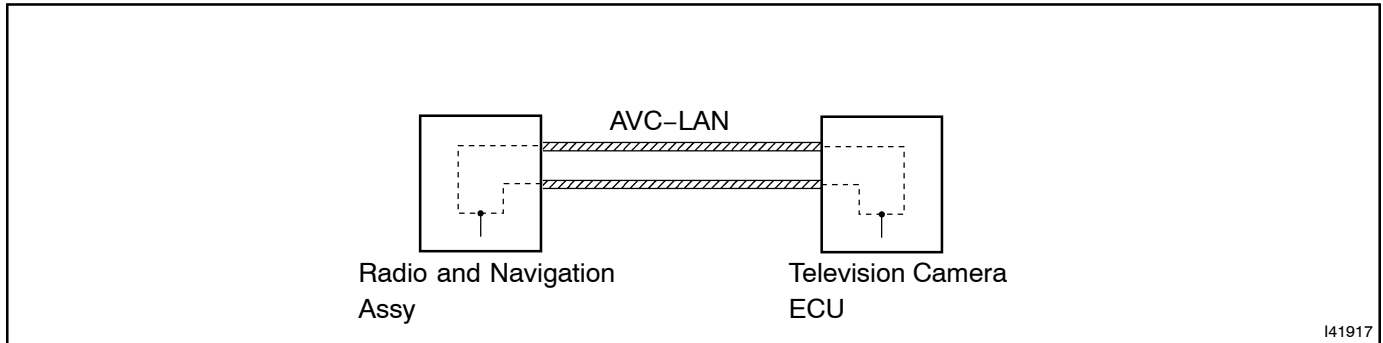 AVC–LAN
Radio and Navigation
Assy
Television Camera
ECU
I41917